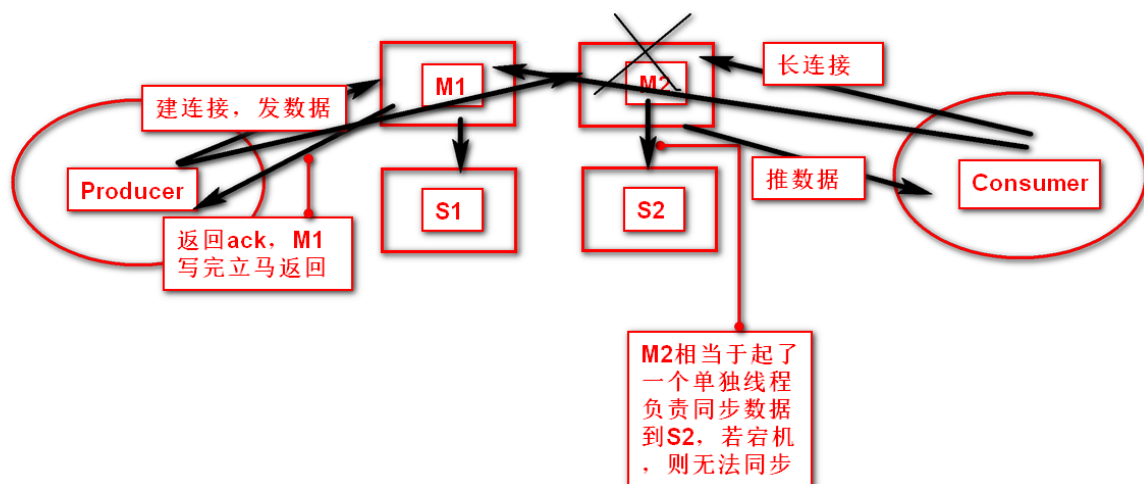 M1
M2
长连接
建连接，发数据
Producer
S1
S2
推数据
Consumer
返回ack，M1
写完立马返回
M2相当于起了
一个单独线程
负责同步数据
到S2，若宕机
，则无法同步